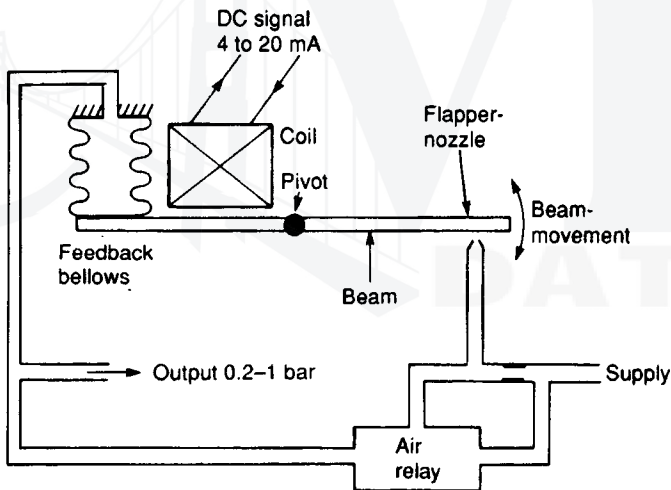 DC signal
4 to 20 mA
Coil
Flapper-
nozzle
Pivot
Beam-
movement
Feedback
bellows
Beam
Output 0.2–1 bar
Supply
Air
relay
DAT